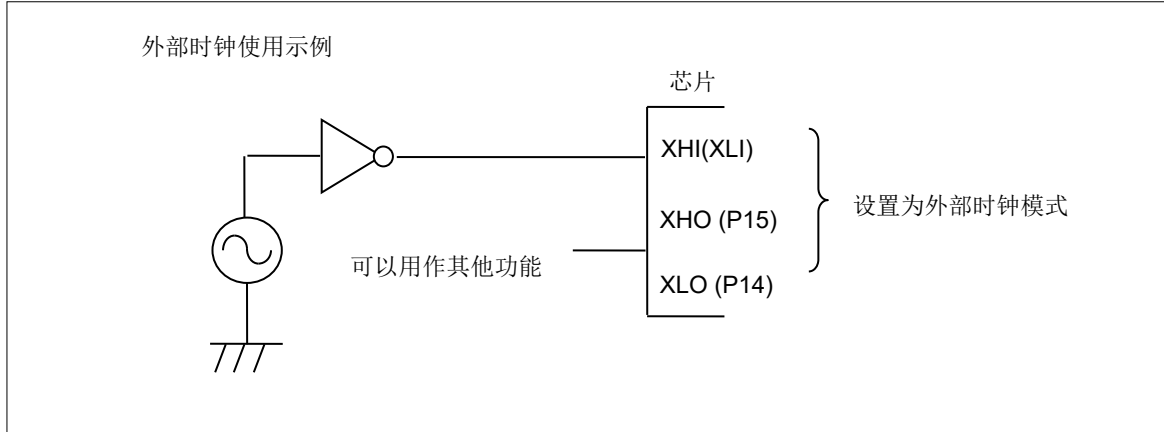 外部时钟使用示例
芯片
XHI(XLI)
XHO (P15)
设置为外部时钟模式
可以用作其他功能
XLO (P14)